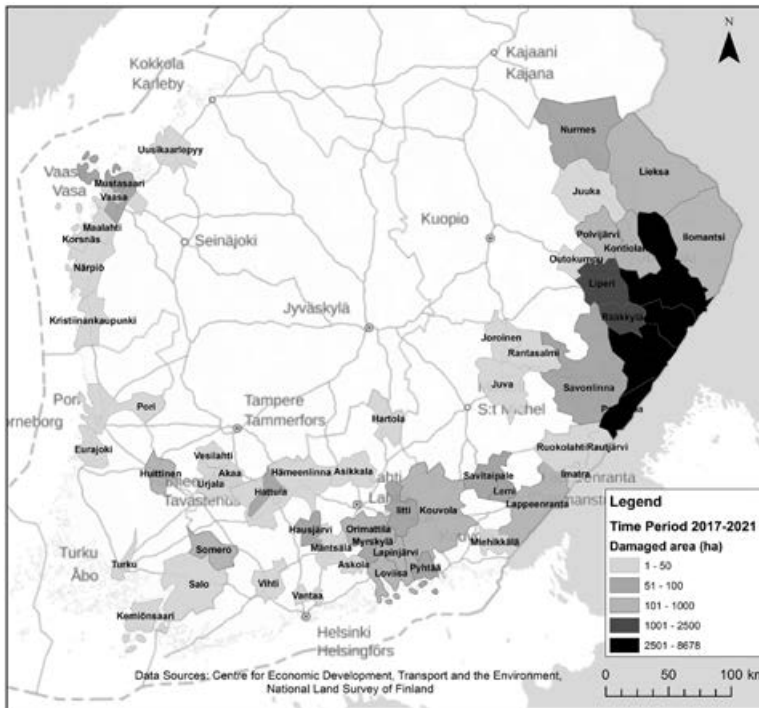 N
Kokkola
Karleby
Kajaani
Kajana
Nurmes
Uusikaarlepyy
Lieksa
Vaas
Vasa
Mustasaari
Vaasa
Juuka
Kuopio
Maalahti
Korsnäs
Seinäjoki
Polvijärvi
Kontiolah
Ilomantsi
Outokumpu
Närpiö
Liperi
Kristiinankaupunki
Rääkkylä
Jyväskylä
Joroinen
Rantasalmi
Juva
Savonlinna
Pori
Pori
Tampere
Tammerfors
Hartola
S:t Michel
Eurajoki
Ruokolahti
Rautjärvi
Vesilahti
Huittinen
Akaa
Hämeenlinna
Asikkala
Savitaipale
Imatra
Urjala
Tavastehus
Hattula
Lemi
Lappeenranta
Iitti
Kouvola
Hausjärvi
Orimattila
Myrskylä
Mäntsälä
Lapinjärvi
Miehikkälä
Turku
Åbo
Turku
Somero
Salo
Askola
Loviisa
Pyhtää
Vihti
Vantaa
Kemiönsaari
Helsinki
Helsingfors
Legend
Time Period 2017-2021
Damaged area (ha)
1 - 50
51 - 100
101 - 1000
1001 - 2500
2501 - 8678
Data Sources: Centre for Economic Development, Transport and the Environment,
National Land Survey of Finland
0 50 100 km